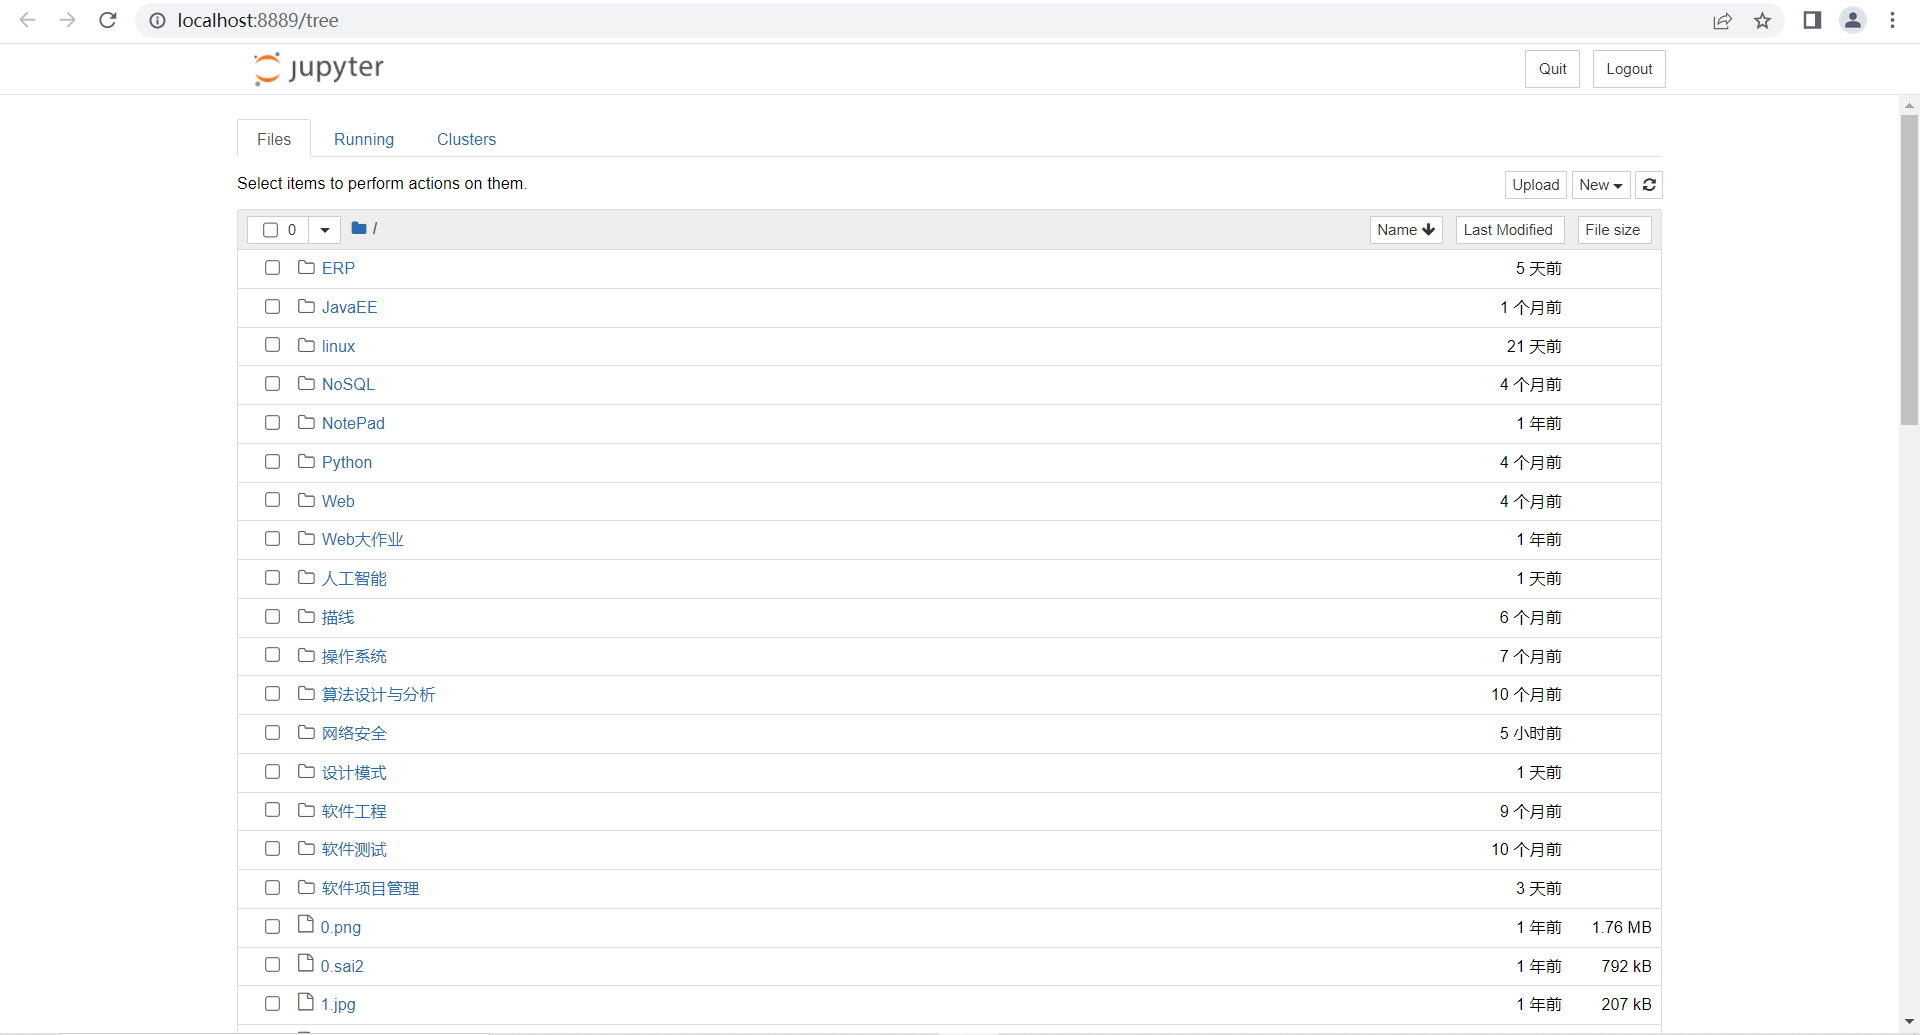 localhost:8889/tree
jupyter
Quit Logout
Files Running Clusters
Select items to perform actions on them.
Upload New
0 / Name Last Modified File size
ERP 5 天前
JavaEE 1 个月前
linux 21 天前
NoSQL 4 个月前
NotePad 1 年前
Python 4 个月前
Web 4 个月前
Web大作业 1 年前
人工智能 1 天前
描线 6 个月前
操作系统 7 个月前
算法设计与分析 10 个月前
网络安全 5 小时前
设计模式 1 天前
软件工程 9 个月前
软件测试 10 个月前
软件项目管理 3 天前
0.png 1 年前 1.76 MB
0.sai2 1 年前 792 kB
1.jpg 1 年前 207 kB